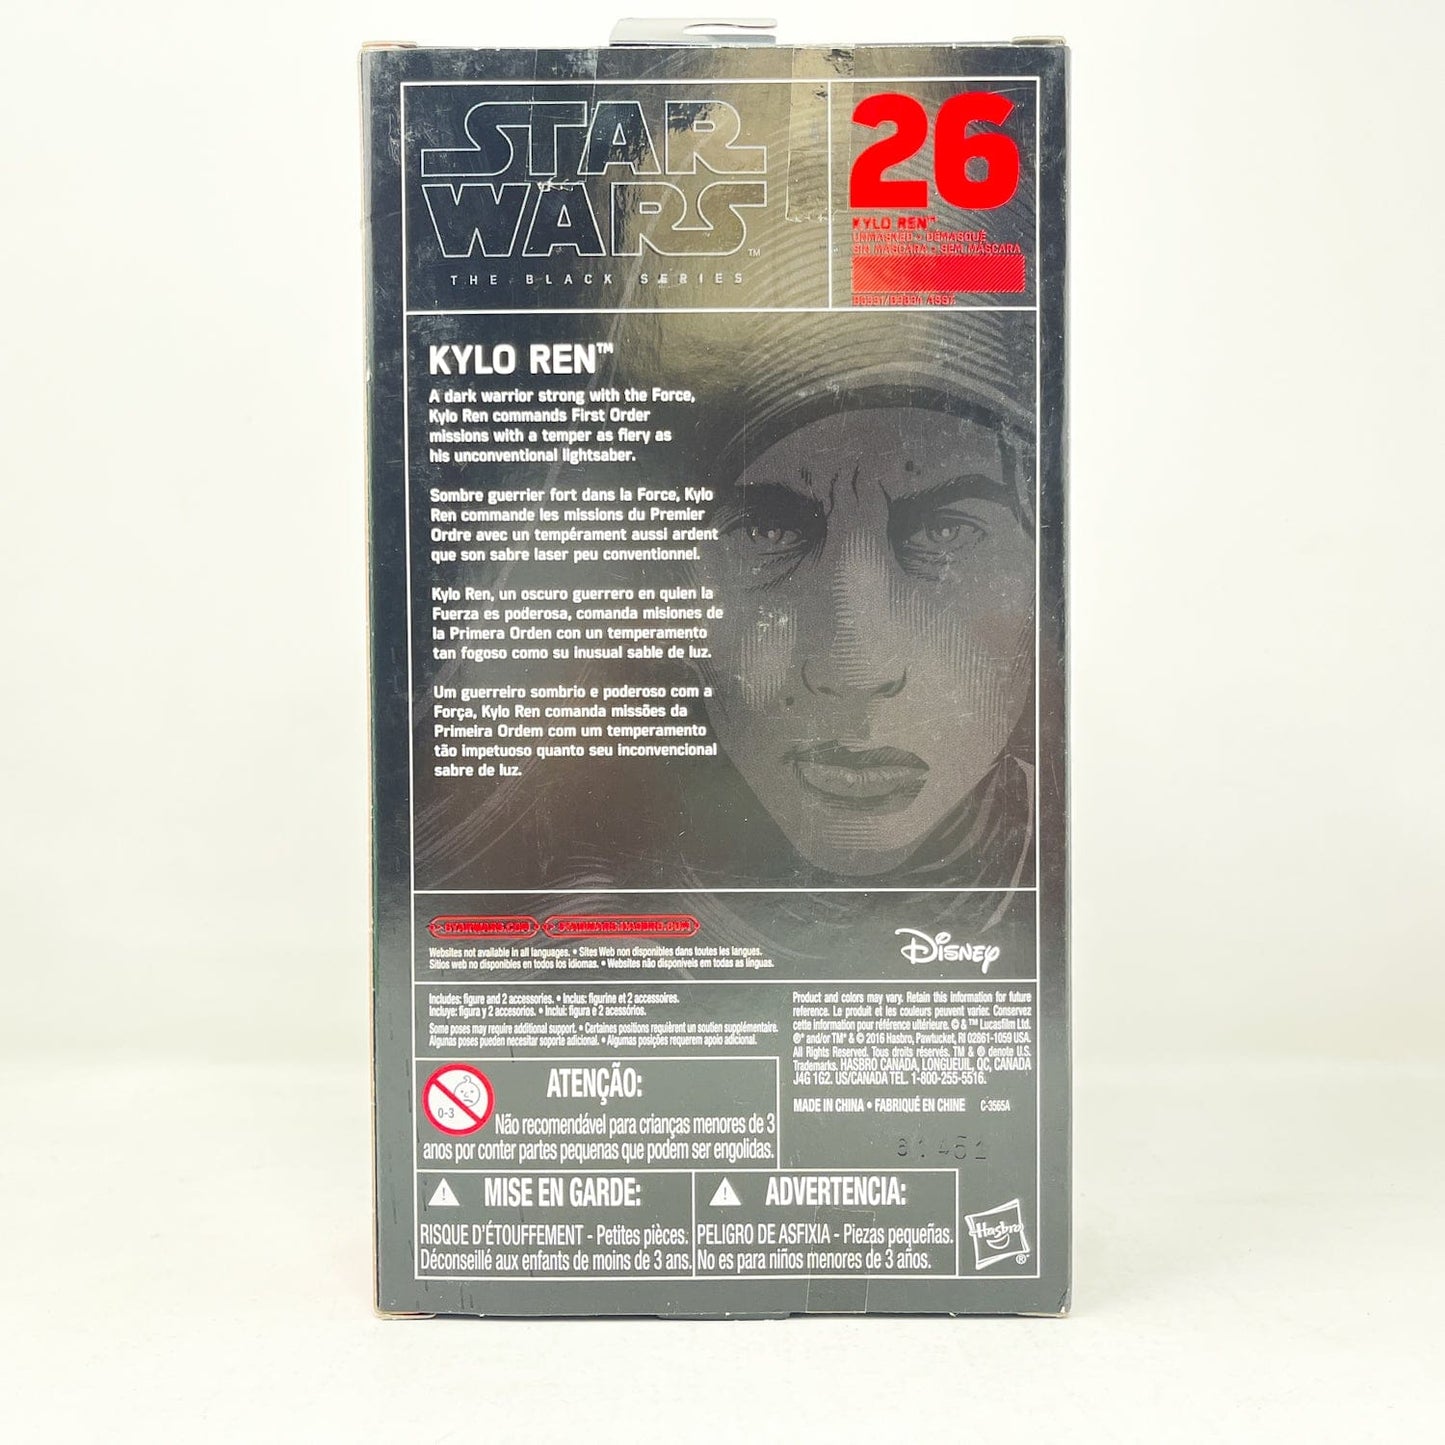 STAR
WARS™
THE BLACK SERIES
26
KYLO REN™
UNMASKED • DÉMASQUÉ
SIN MÁSCARA • SEM MÁSCARA
ASST.
KYLO REN™
A dark warrior strong with the Force,
Kylo Ren commands First Order
missions with a temper as fiery as
his unconventional lightsaber.
Sombre guerrier fort dans la Force, Kylo
Ren commande les missions du Premier
Ordre avec un tempérament aussi ardent
que son sabre laser peu conventionnel.
Kylo Ren, un oscuro guerrero en quien la
Fuerza es poderosa, comanda misiones de
la Primera Orden con un temperamento
tan fogoso como su inusual sable de luz.
Um guerreiro sombrio e poderoso com a
Força, Kylo Ren comanda missões da
Primeira Ordem com um temperamento
tão impetuoso quanto seu inconvencional
sabre de luz.
STARWARS.COM
Websites not available in all languages. • Sites Web non disponibles dans toutes les langues.
Sitios web no disponibles en todos los idiomas. • Websites não disponíveis em todas as línguas.
Disney
Includes: figure and 2 accessories. • Inclus: figurine et 2 accessoires.
Incluye: figura y 2 accesorios. • Inclui: figura e 2 acessórios.
Some poses may require additional support. • Certaines positions requièrent un soutien supplémentaire.
Algunas poses pueden necesitar soporte adicional. • Algumas posições requerem apoio adicional.
Product and colors may vary. Retain this information for future
reference. Le produit et les couleurs peuvent varier. Conservez
cette information pour référence ultérieure. © & ™ Lucasfilm Ltd.
®* and/or TM* & © 2016 Hasbro, Pawtucket, RI 02861-1059 USA.
All Rights Reserved. Tous droits réservés. TM & ® denote U.S.
Trademarks. HASBRO CANADA, LONGUEUIL, QC, CANADA
J4G 1G2. US/CANADA TEL. 1-800-255-5516.
MADE IN CHINA • FABRIQUÉ EN CHINE C-3565A
0-3
ATENÇÃO:
Não recomendável para crianças menores de 3
anos por conter partes pequenas que podem ser engolidas.
MISE EN GARDE:
RISQUE D'ÉTOUFFEMENT - Petites pièces.
Déconseillé aux enfants de moins de 3 ans.
ADVERTENCIA:
PELIGRO DE ASFIXIA - Piezas pequeñas.
No es para niños menores de 3 años.
Hasbro
®*